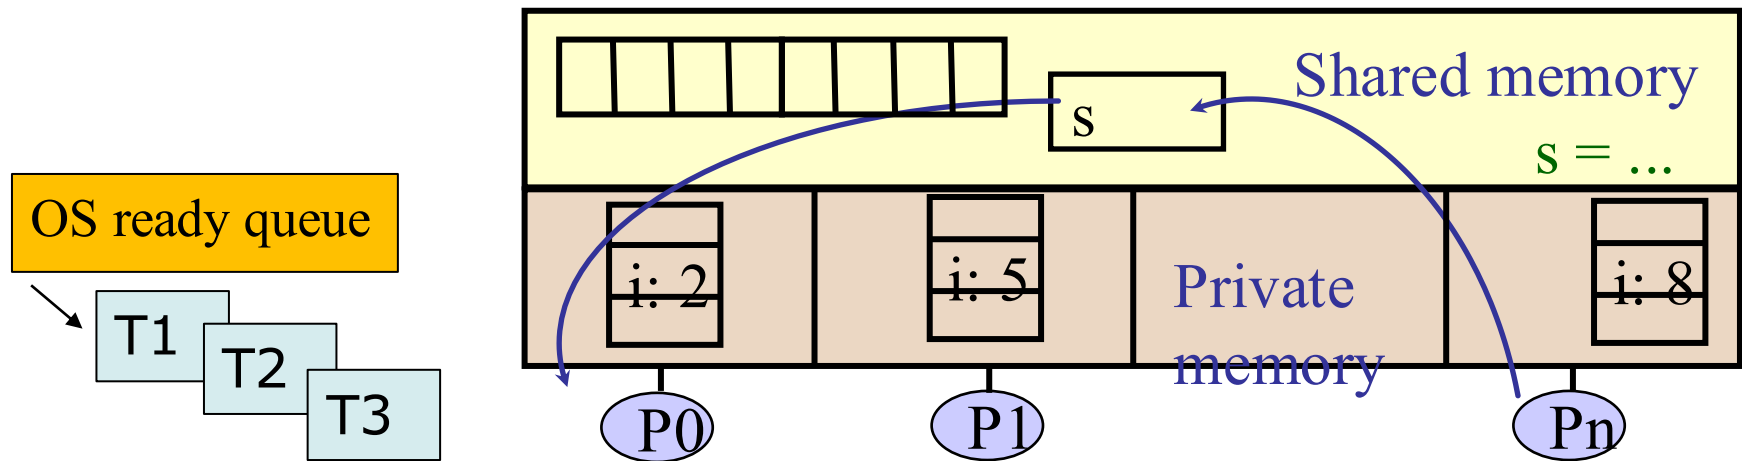 Shared memory
s
s = ...
OS ready queue
T1
T2
T3
i: 2
i: 5
Private
memory
i: 8
P0
P1
Pn